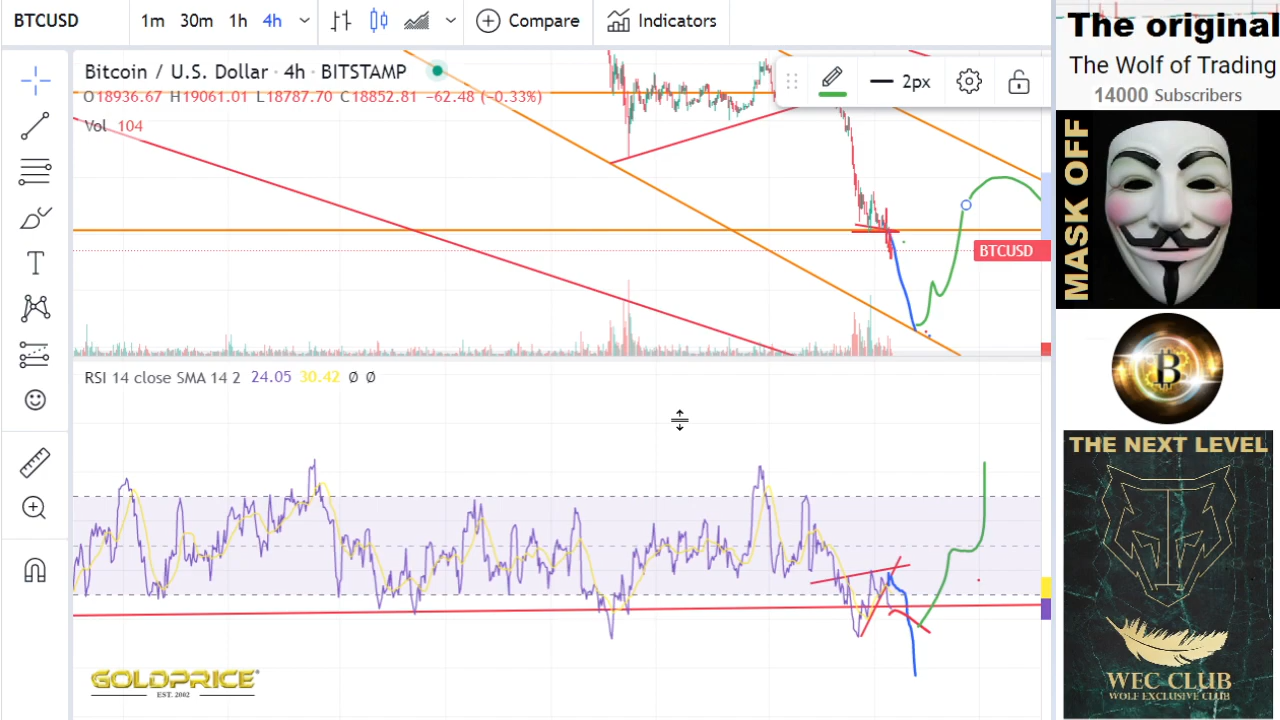 BTCUSD 1m 30m 1h 4h Compare Indicators
Bitcoin / U.S. Dollar · 4h · BITSTAMP
2px
O18936.67 H19061.01 L18787.70 C18852.81 −62.48 (−0.33%)
Vol 104
T
BTCUSD
RSI 14 close SMA 14 2 24.05 30.42 Ø Ø
GOLDPRICE®
EST. 2002
The original
The Wolf of Trading
14000 Subscribers
MASK OFF
B
THE NEXT LEVEL
WEC CLUB
WOLF EXCLUSIVE CLUB